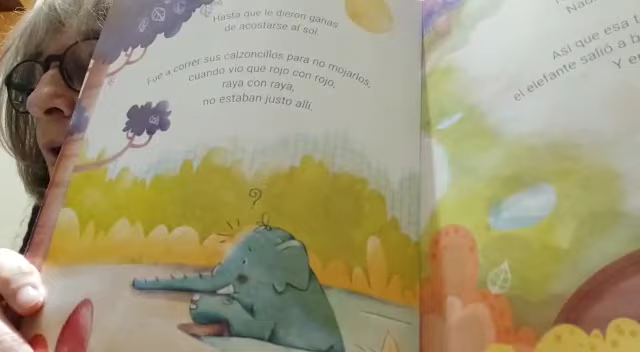 Hasta que le dieron ganas
de acostarse al sol.
Fue a correr sus calzoncillos para no mojarlos,
cuando vio que rojo con rojo,
raya con raya,
no estaban justo allí.
?
Así que esa
el elefante salió a b
Y e